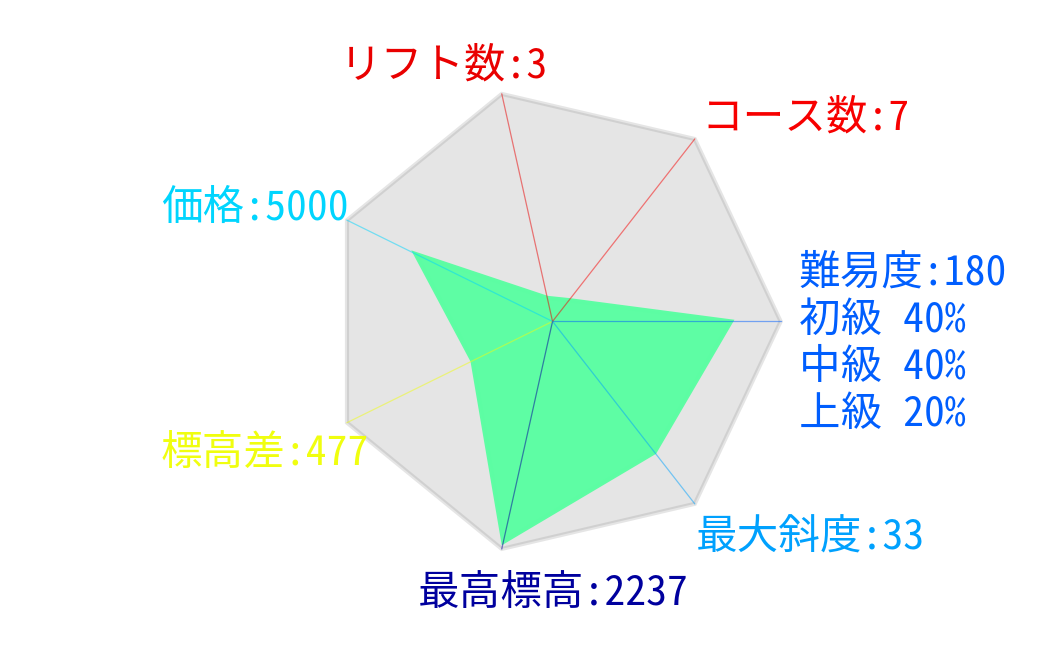 リフト数:3
コース数:7
価格:5000
難易度:180
初級 40%
中級 40%
上級 20%
標高差:477
最大斜度:33
最高標高:2237